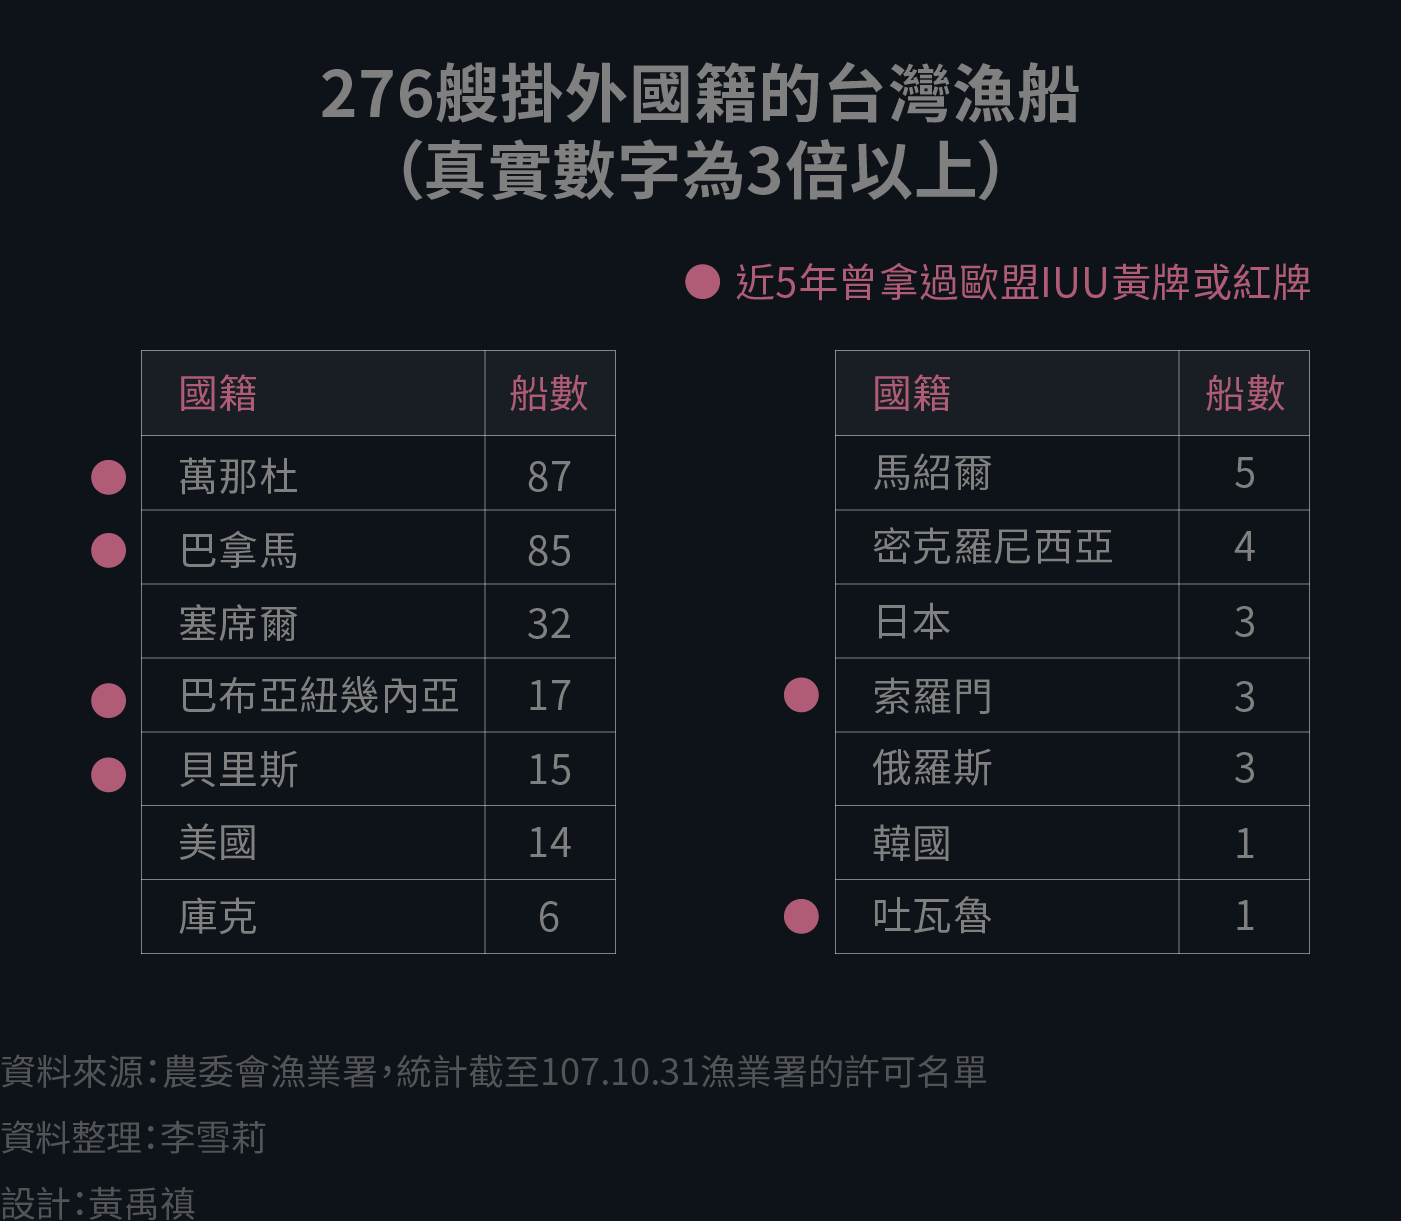 276艘掛外國籍的台灣漁船
（真實數字為3倍以上）
近5年曾拿過歐盟IUU黃牌或紅牌
國籍 船數
萬那杜 87
巴拿馬 85
塞席爾 32
巴布亞紐幾內亞 17
貝里斯 15
美國 14
庫克 6
國籍 船數
馬紹爾 5
密克羅尼西亞 4
日本 3
索羅門 3
俄羅斯 3
韓國 1
吐瓦魯 1
資料來源：農委會漁業署，統計截至107.10.31漁業署的許可名單
資料整理：李雪莉
設計：黃禹禛